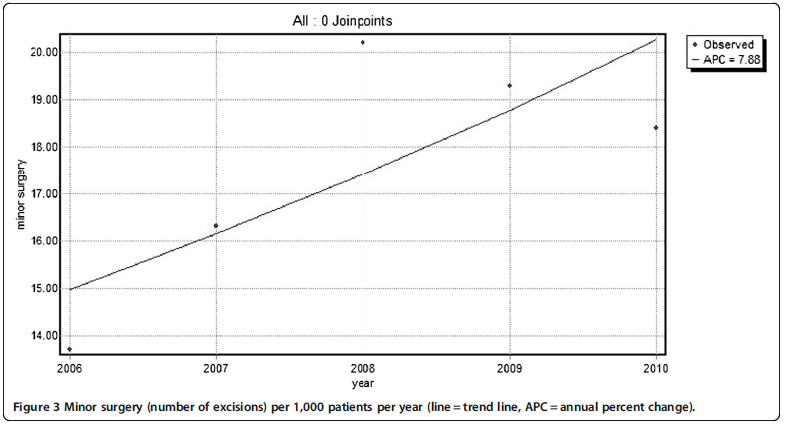 All : 0 Joinpoints
20.00
19.00
18.00
17.00
16.00
15.00
14.00
minor surgery
2006 2007 2008 2009 2010
year
Observed
APC = 7.88
Figure 3 Minor surgery (number of excisions) per 1,000 patients per year (line = trend line, APC = annual percent change).